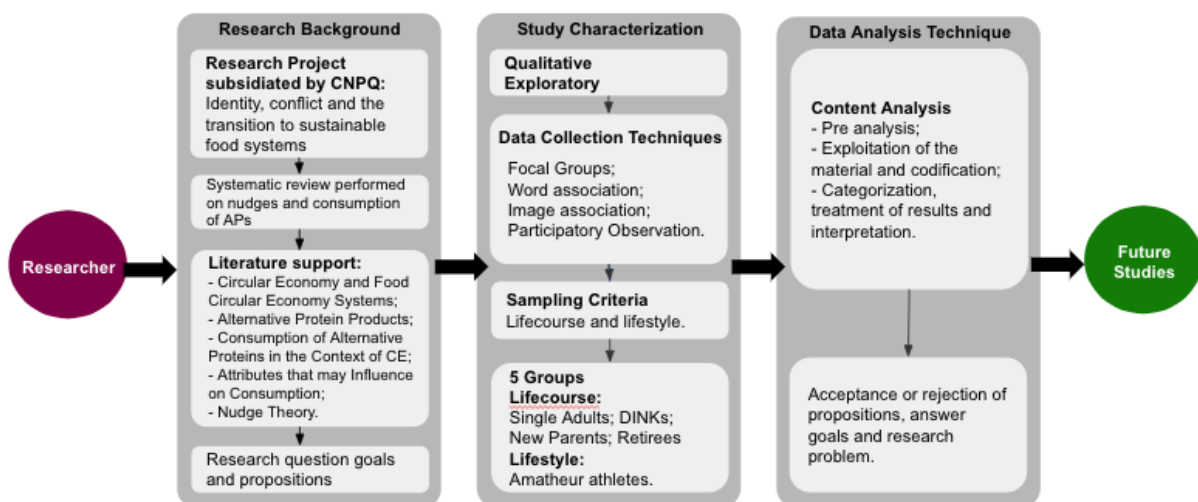 Researcher
Research Background
Research Project
subsidiated by CNPQ:
Identity, conflict and the
transition to sustainable
food systems
Systematic review performed
on nudges and consumption
of APs
Literature support:
- Circular Economy and Food
Circular Economy Systems;
- Alternative Protein Products;
- Consumption of Alternative
Proteins in the Context of CE;
- Attributes that may Influence
on Consumption;
- Nudge Theory.
Research question goals
and propositions
Study Characterization
Qualitative
Exploratory
Data Collection Techniques
Focal Groups;
Word association;
Image association;
Participatory Observation.
Sampling Criteria
Lifecourse and lifestyle.
5 Groups
Lifecourse:
Single Adults; DINKs;
New Parents; Retirees
Lifestyle:
Amatheur athletes.
Data Analysis Technique
Content Analysis
- Pre analysis;
- Exploitation of the
material and codification;
- Categorization,
treatment of results and
interpretation.
Acceptance or rejection of
propositions, answer
goals and research
problem.
Future
Studies